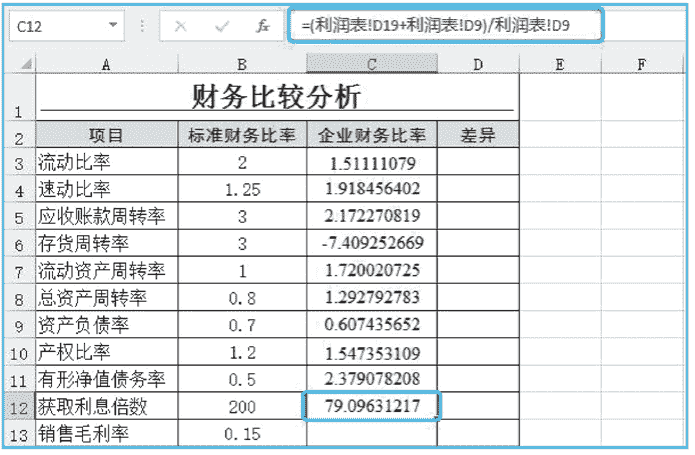 C12 fx =(利润表!D19+利润表!D9)/利润表!D9
A B C D E F
1 财务比较分析
2 项目 标准财务比率 企业财务比率 差异
3 流动比率 2 1.51111079
4 速动比率 1.25 1.918456402
5 应收账款周转率 3 2.172270819
6 存货周转率 3 -7.409252669
7 流动资产周转率 1 1.720020725
8 总资产周转率 0.8 1.292792783
9 资产负债率 0.7 0.607435652
10 产权比率 1.2 1.547353109
11 有形净值债务率 0.5 2.379078208
12 获取利息倍数 200 79.09631217
13 销售毛利率 0.15